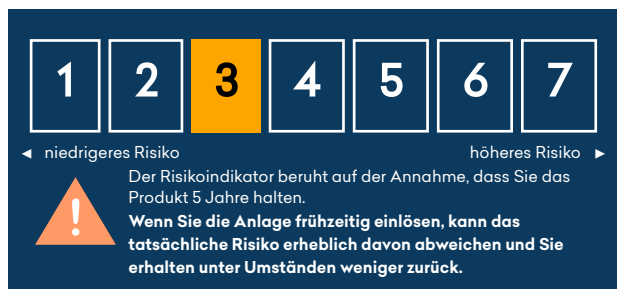 1 2 3 4 5 6 7
◄ niedrigeres Risiko höheres Risiko ►
Der Risikoindikator beruht auf der Annahme, dass Sie das
Produkt 5 Jahre halten.
Wenn Sie die Anlage frühzeitig einlösen, kann das
tatsächliche Risiko erheblich davon abweichen und Sie
erhalten unter Umständen weniger zurück.
!